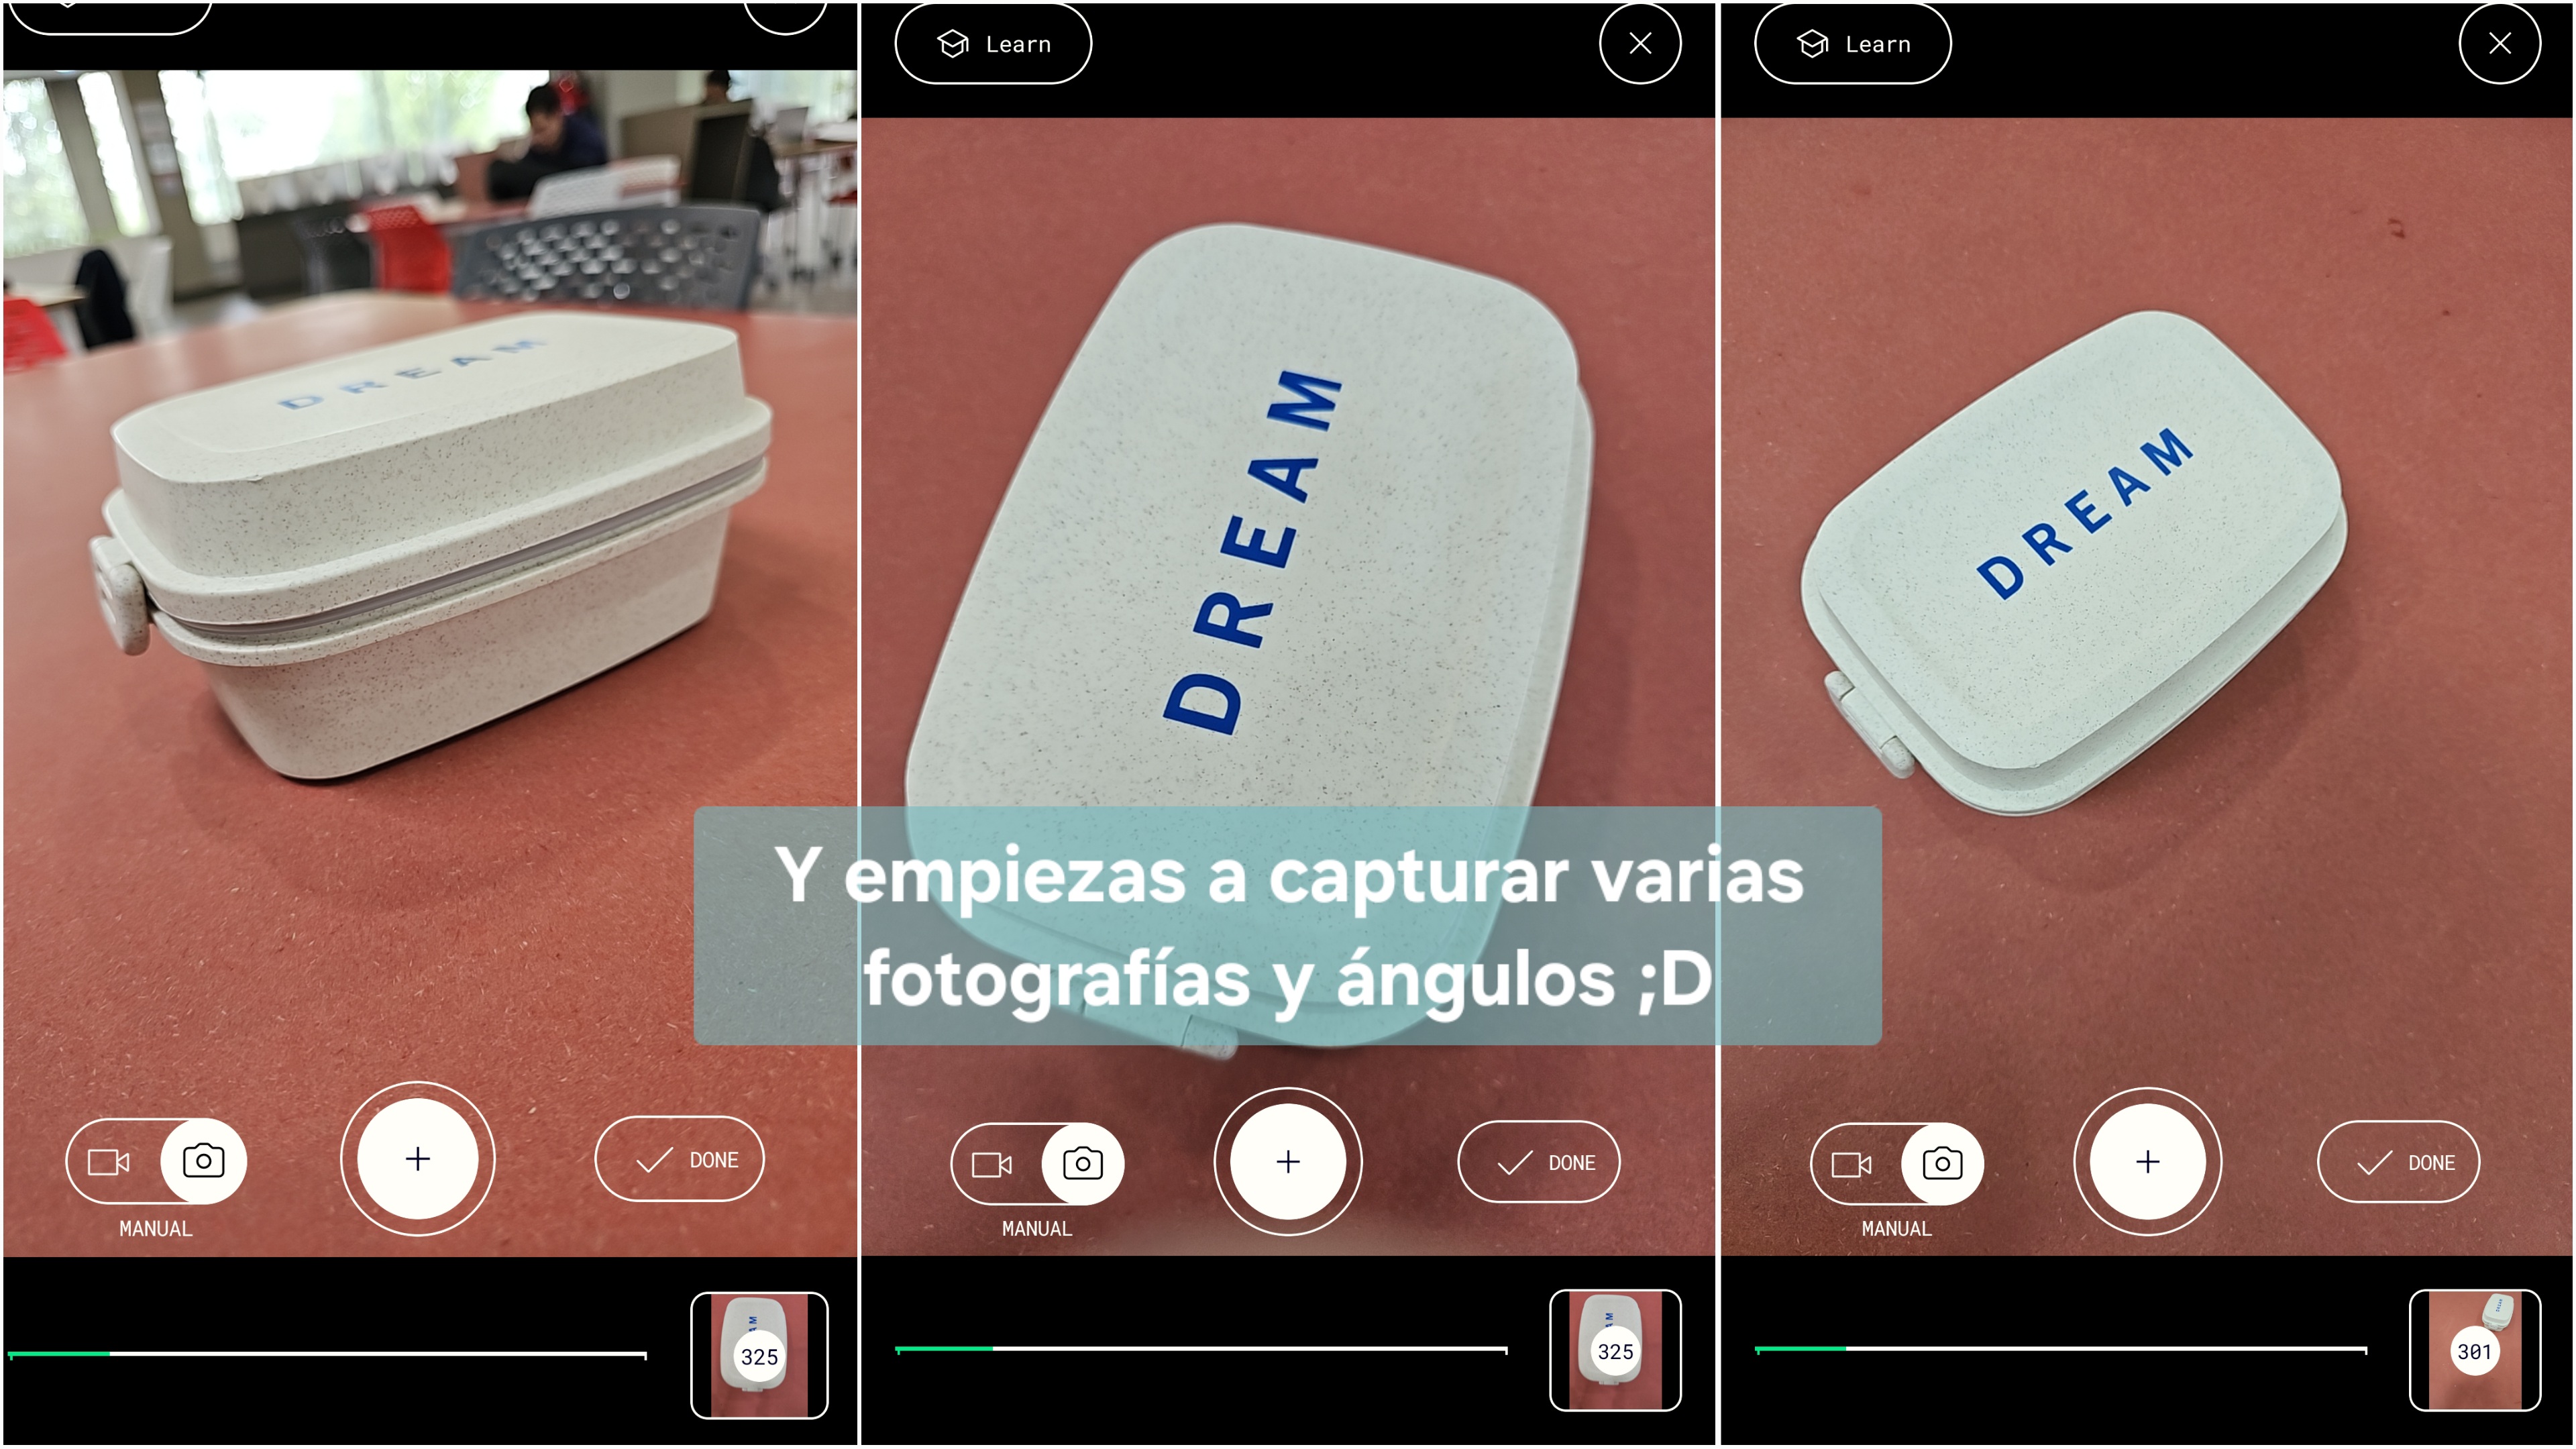 Learn
Learn
DREAM
DREAM
DREAM
Y empiezas a capturar varias
fotografías y ángulos ;D
DONE
MANUAL
DONE
MANUAL
DONE
MANUAL
325
325
301